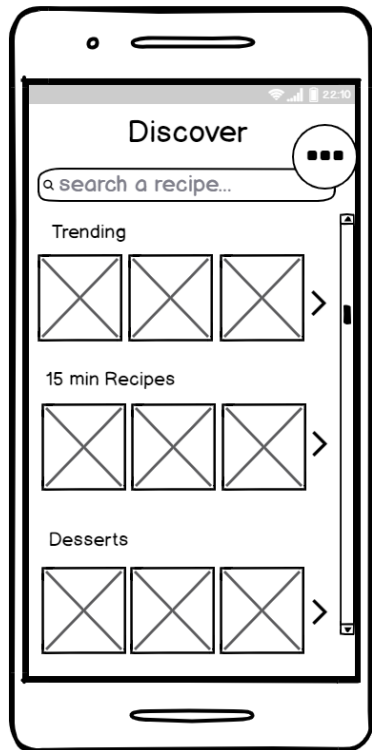 22:10
Discover
search a recipe...
Trending
15 min Recipes
Desserts